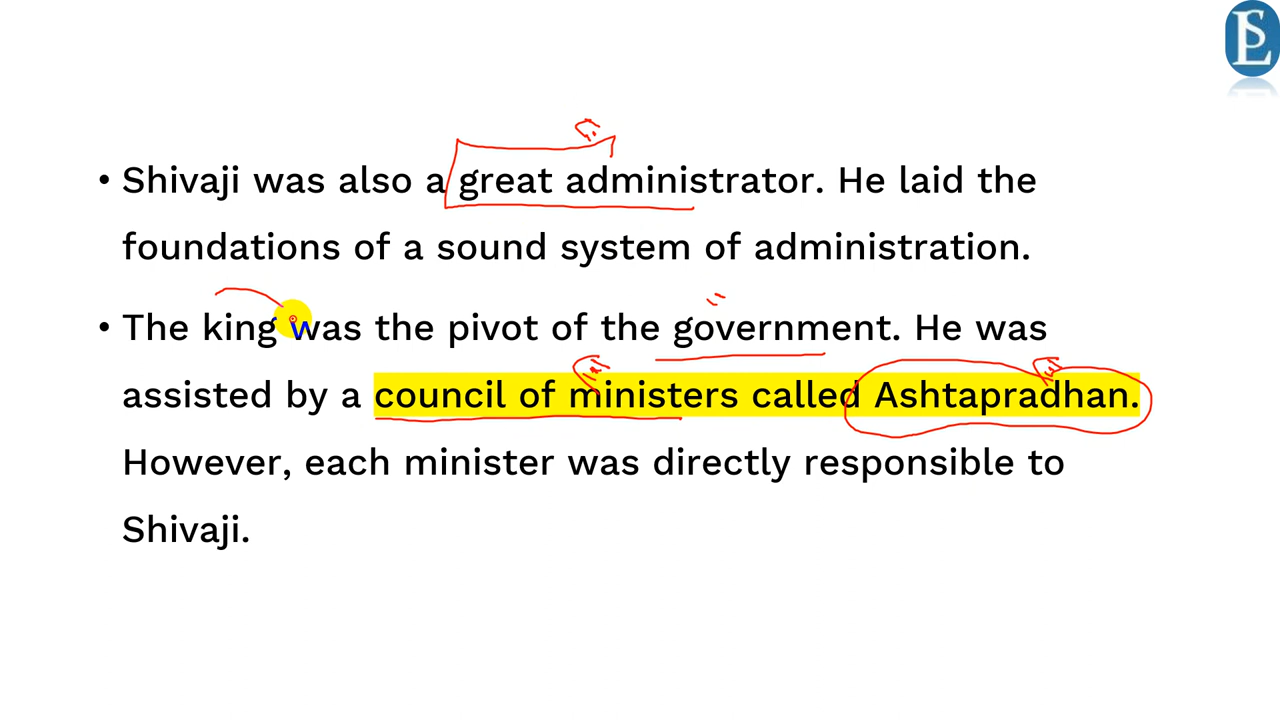 • Shivaji was also a great administrator. He laid the
foundations of a sound system of administration.
• The king was the pivot of the government. He was
assisted by a council of ministers called Ashtapradhan.
However, each minister was directly responsible to
Shivaji.